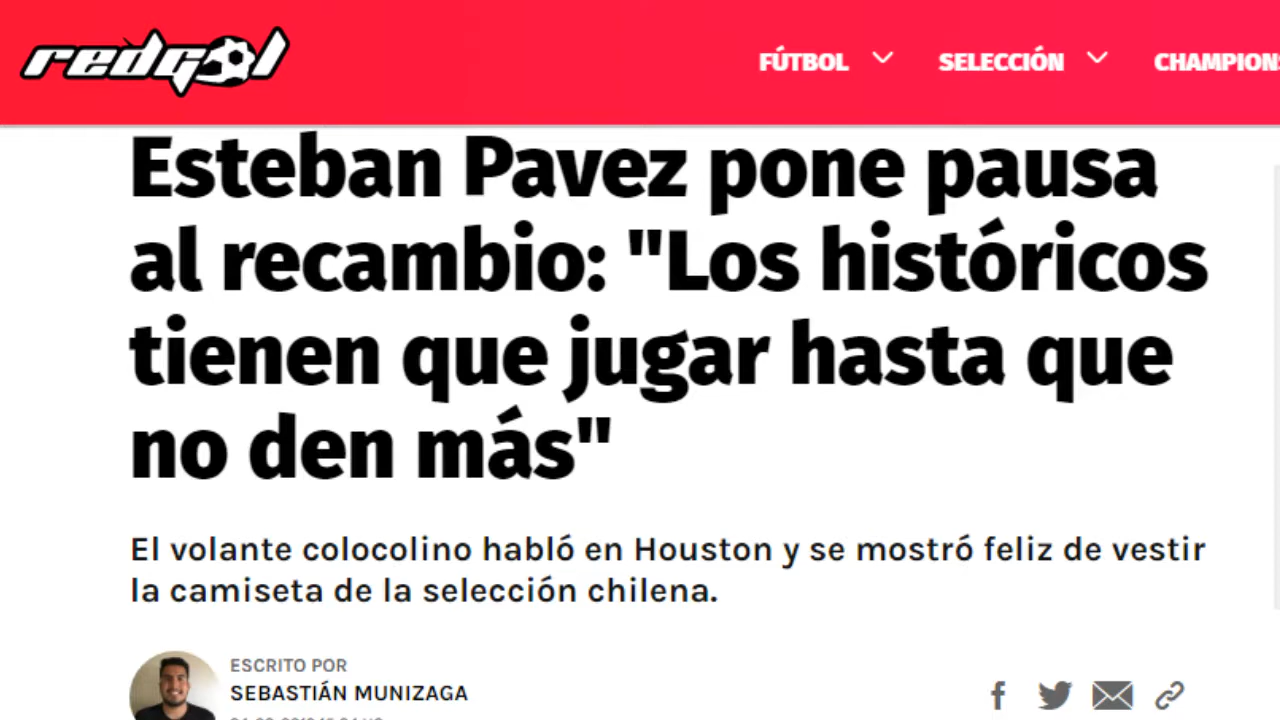 redgol
FÚTBOL SELECCIÓN CHAMPIONS
Esteban Pavez pone pausa
al recambio: "Los históricos
tienen que jugar hasta que
no den más"
El volante colocolino habló en Houston y se mostró feliz de vestir
la camiseta de la selección chilena.
ESCRITO POR
SEBASTIÁN MUNIZAGA